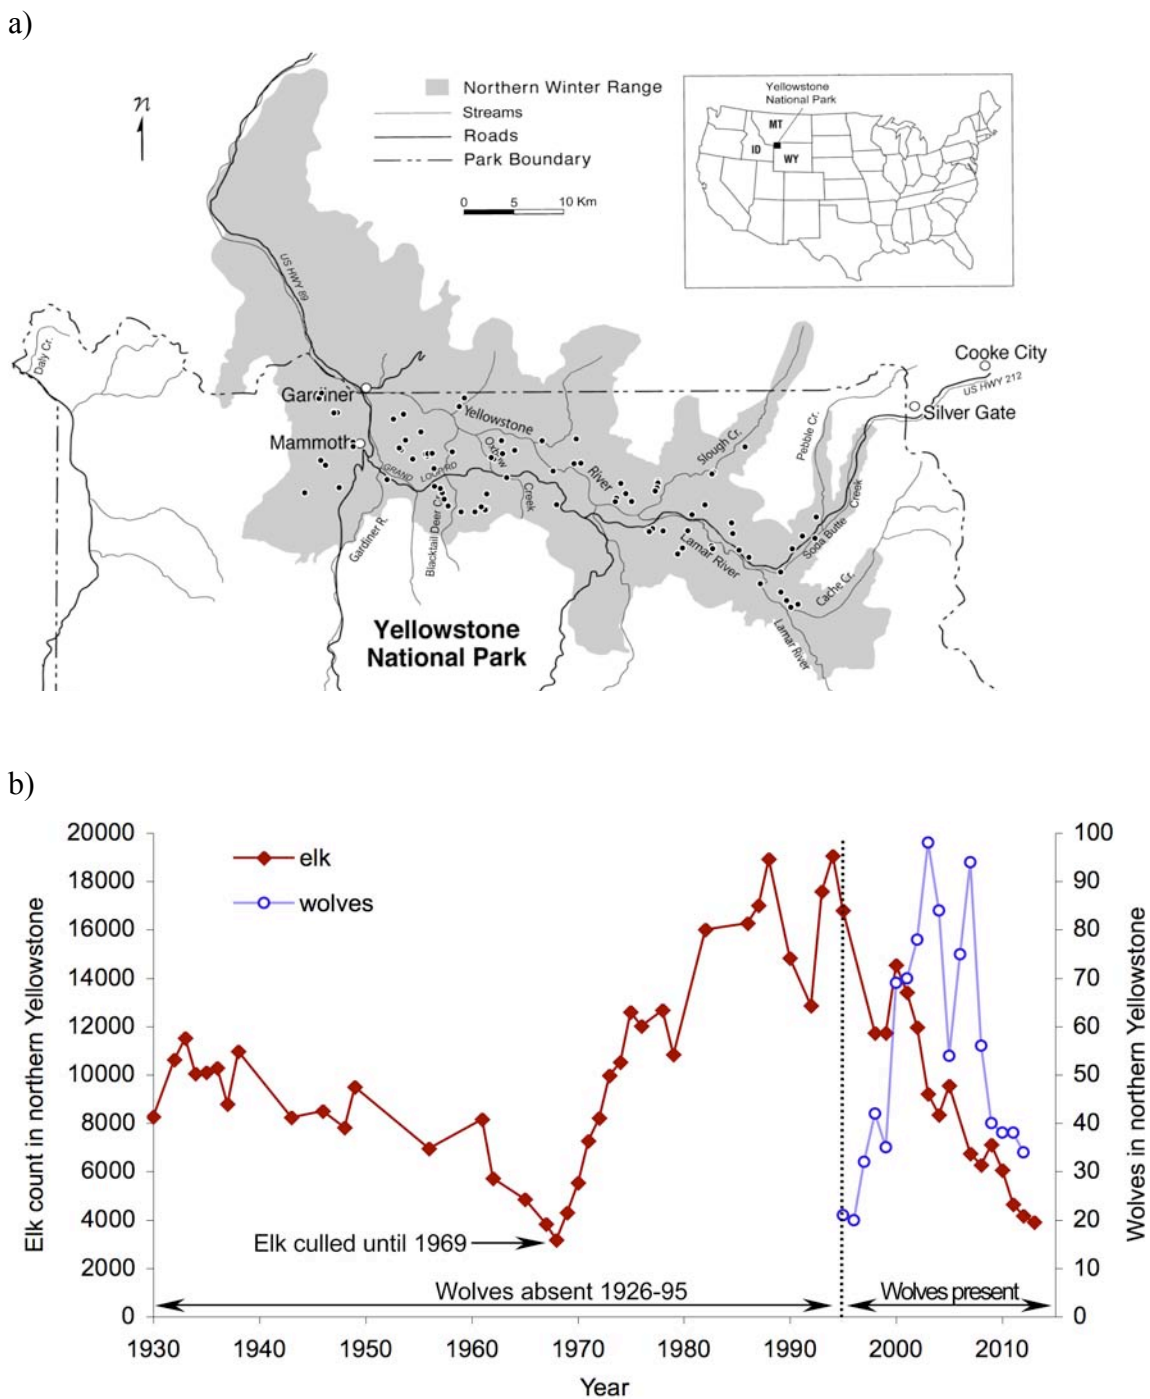 a)
n
Northern Winter Range
Streams
Roads
Park Boundary
0 5 10 Km
Yellowstone
National Park
MT
ID
WY
US HWY 89
Daly Cr.
Cooke City
US HWY 212
Silver Gate
Gardiner
Mammoth
Yellowstone
River
Slough Cr.
Pebble Cr.
Oxbow
Creek
GRAND LOOP RD
Gardiner R.
Blacktail Deer Cr.
Lamar River
Soda Butte Creek
Cache Cr.
Lamar River
Yellowstone
National Park
b)
Elk count in northern Yellowstone
20000
18000
16000
14000
12000
10000
8000
6000
4000
2000
0
elk
wolves
Elk culled until 1969
Wolves absent 1926-95
Wolves present
100
90
80
70
60
50
40
30
20
10
0
Wolves in northern Yellowstone
1930 1940 1950 1960 1970 1980 1990 2000 2010
Year